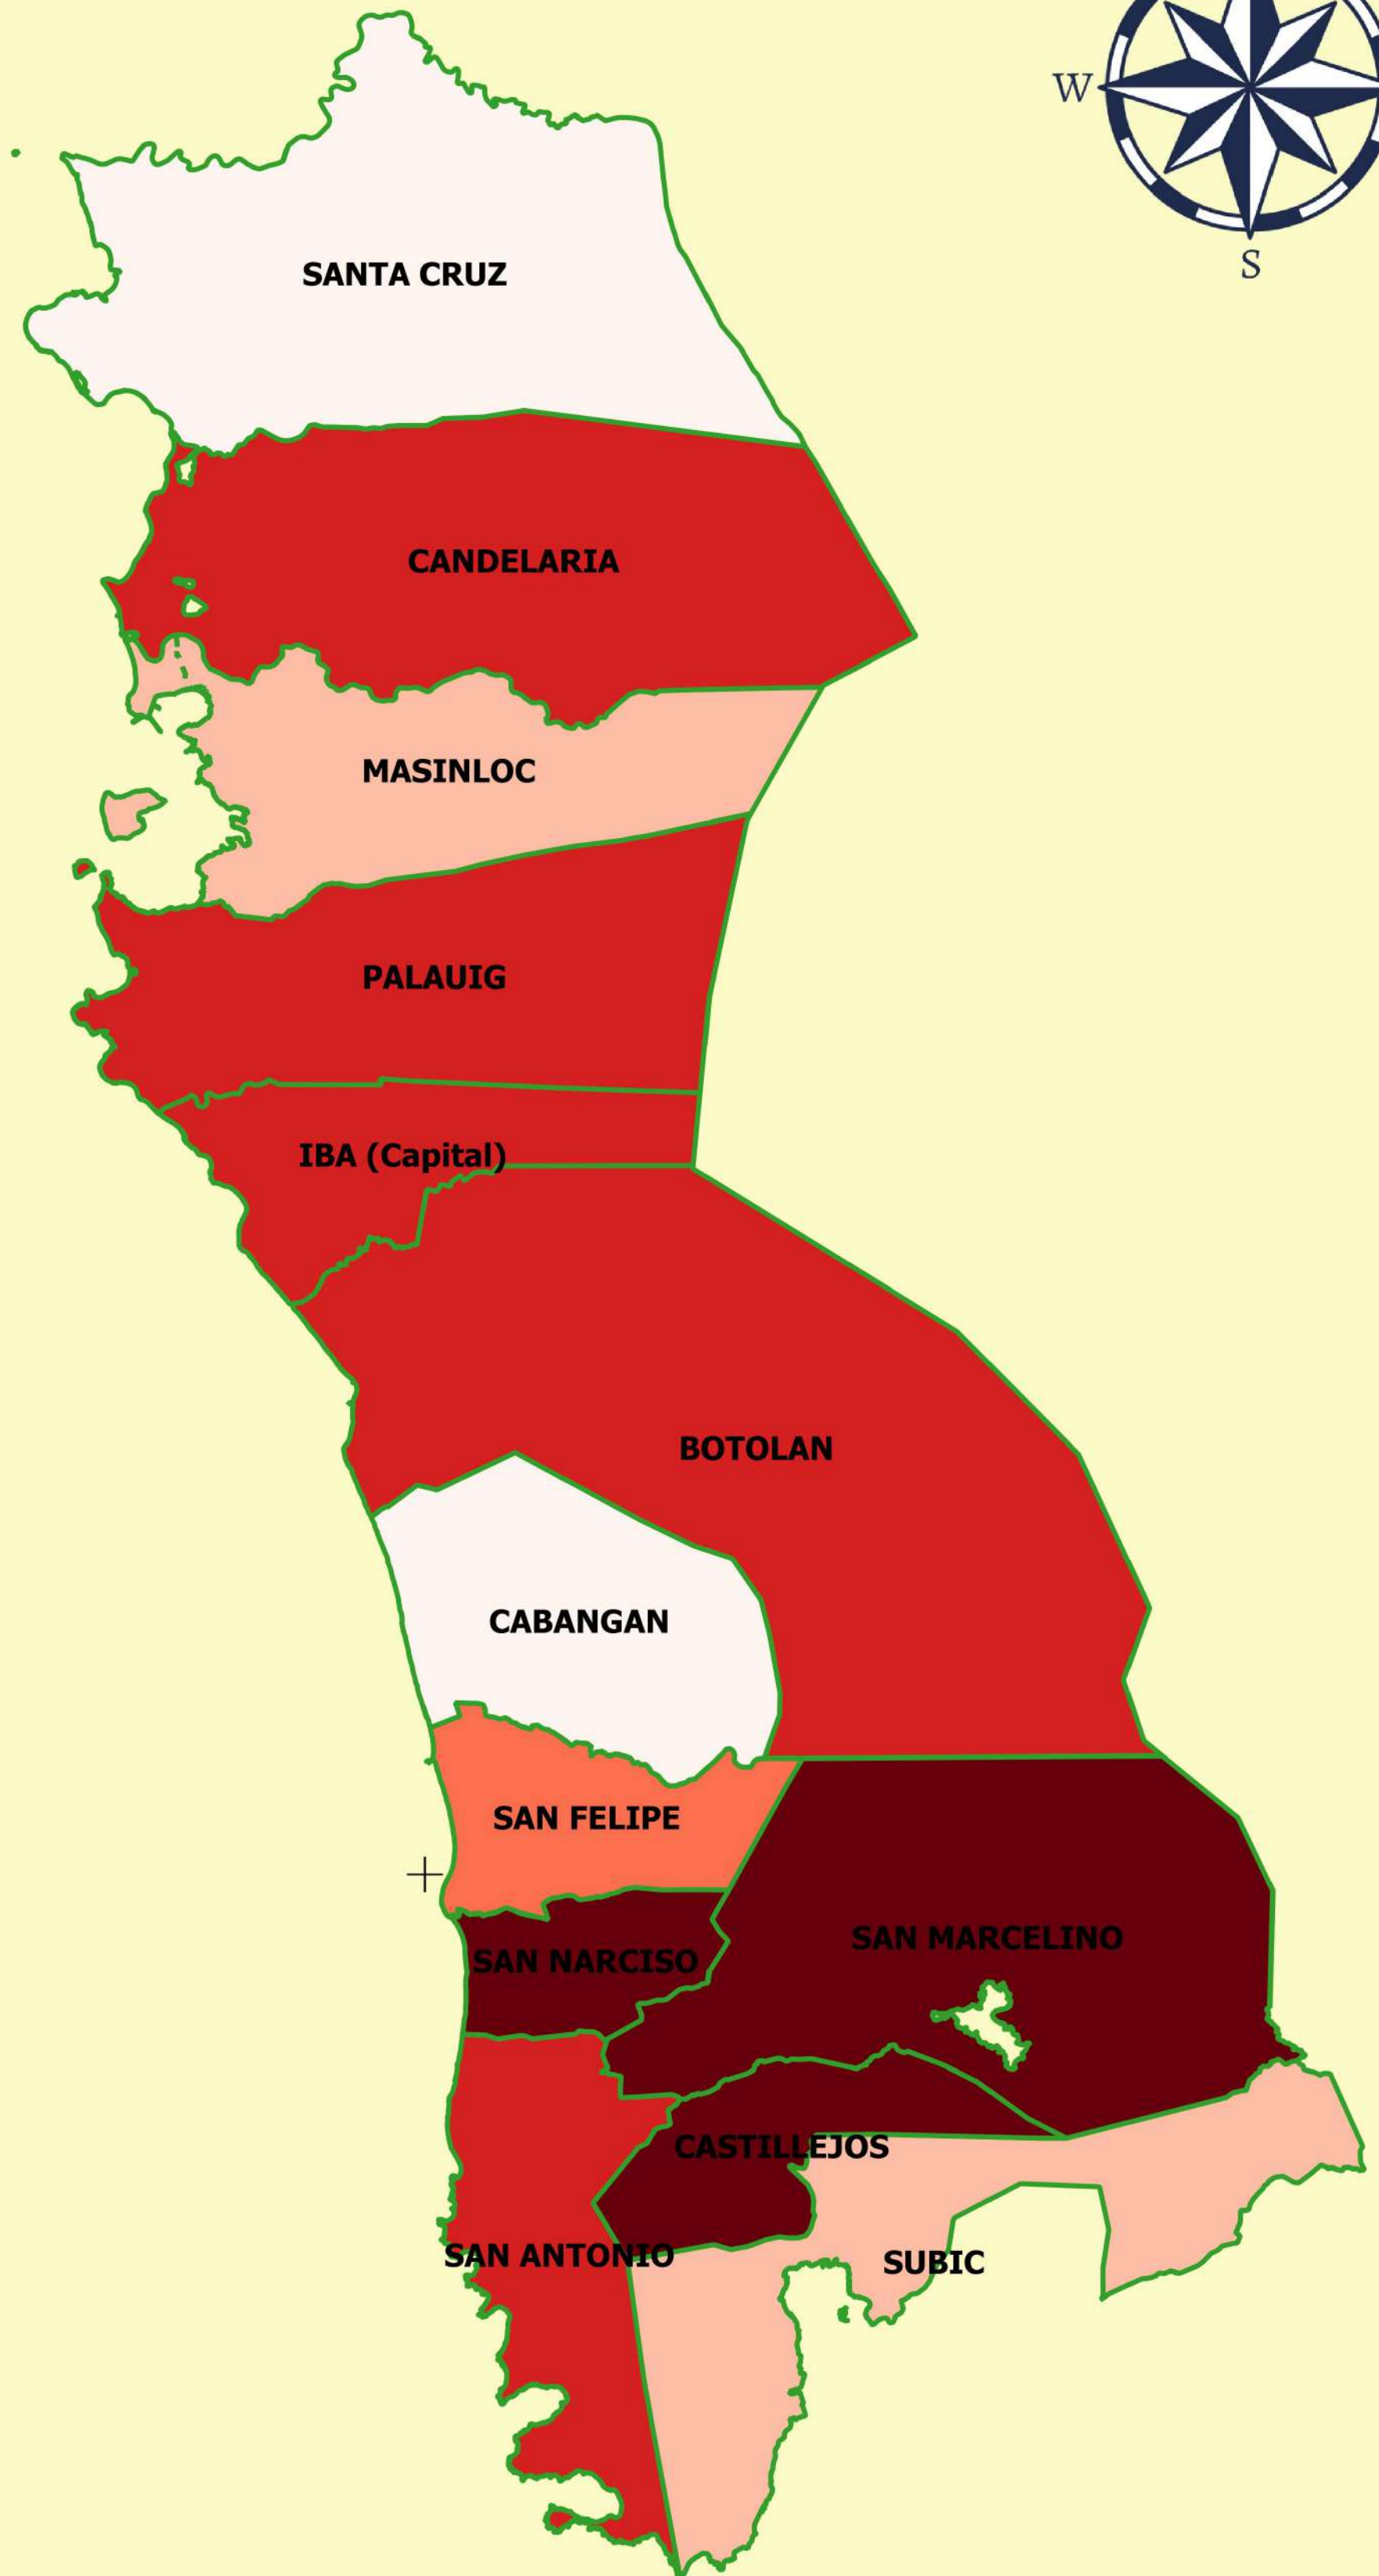 W
S
SANTA CRUZ
CANDELARIA
MASINLOC
PALAUIG
IBA (Capital)
BOTOLAN
CABANGAN
SAN FELIPE
SAN MARCELINO
SAN NARCISO
CASTILLEJOS
SAN ANTONIO
SUBIC